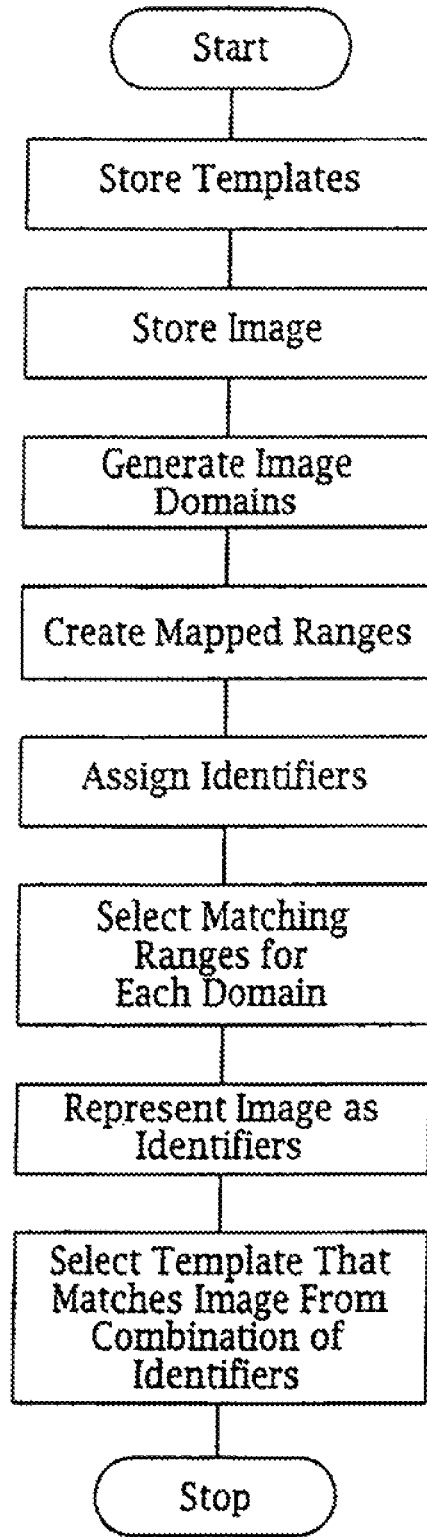 Start
Store Templates
Store Image
Generate Image
Domains
Create Mapped Ranges
Assign Identifiers
Select Matching
Ranges for
Each Domain
Represent Image as
Identifiers
Select Template That
Matches Image From
Combination of
Identifiers
Stop